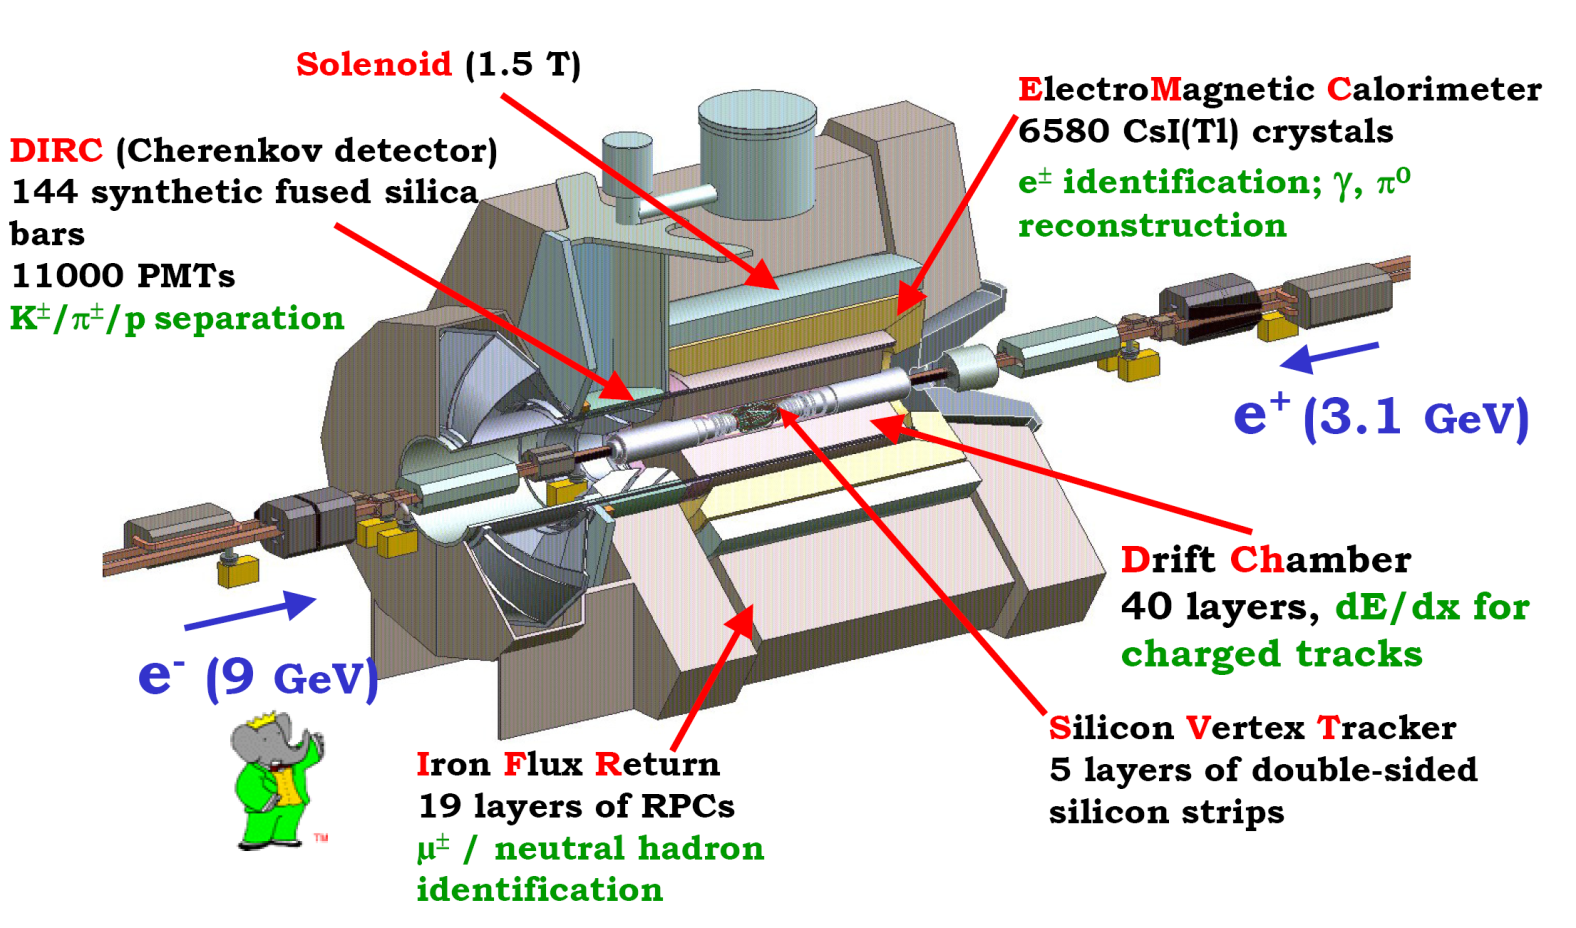 Solenoid (1.5 T)
DIRC (Cherenkov detector)
144 synthetic fused silica
bars
11000 PMTs
K±/π±/p separation
ElectroMagnetic Calorimeter
6580 CsI(Tl) crystals
e± identification; γ, π⁰
reconstruction
e⁺ (3.1 GeV)
e⁻ (9 GeV)
Drift Chamber
40 layers, dE/dx for
charged tracks
Silicon Vertex Tracker
5 layers of double-sided
silicon strips
Iron Flux Return
19 layers of RPCs
μ± / neutral hadron
identification
TM